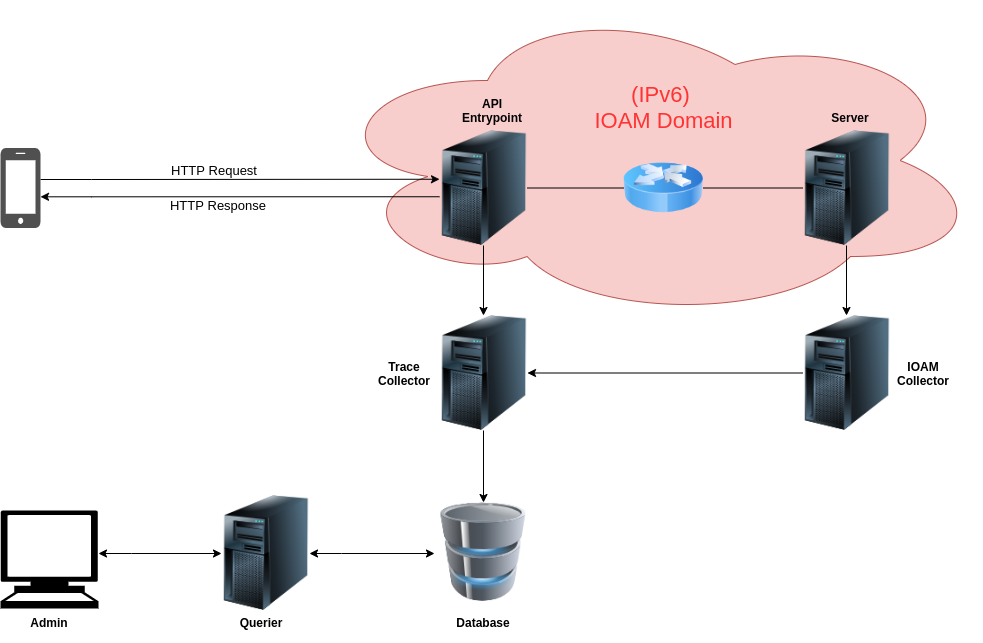 (IPv6)
IOAM Domain
API
Entrypoint
Server
HTTP Request
HTTP Response
Trace
Collector
IOAM
Collector
Admin
Querier
Database